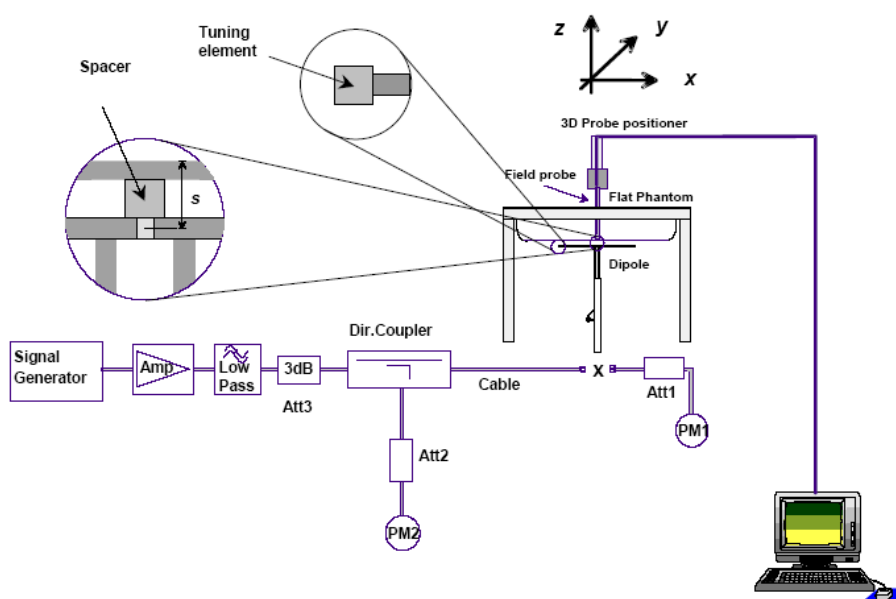 Tuning
element
Spacer
s
z
y
x
3D Probe positioner
Field probe
Flat Phantom
Dipole
Dir.Coupler
Signal
Generator
Amp
Low
Pass
3dB
Att3
Cable
X
Att1
PM1
Att2
PM2